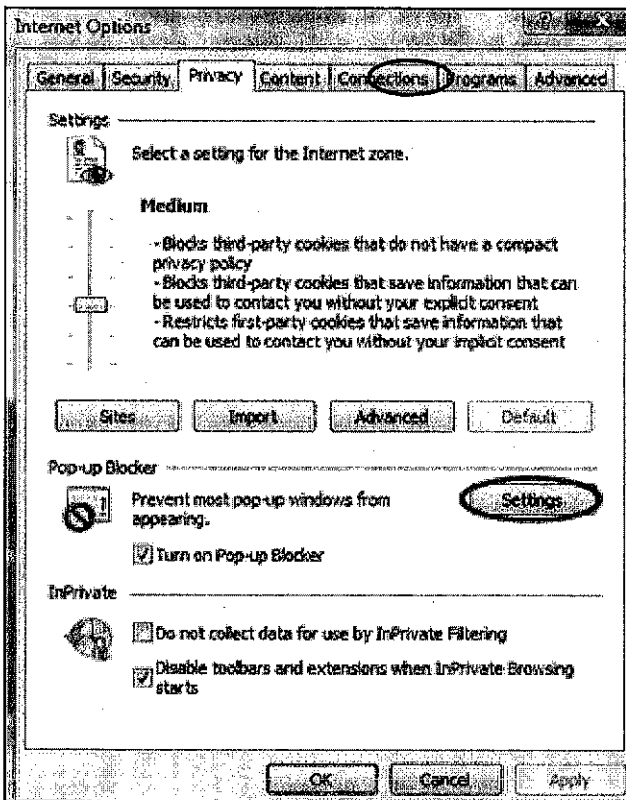 Internet Options
General Security Privacy Content Connections Programs Advanced
Settings
Select a setting for the Internet zone.
Medium
- Blocks third-party cookies that do not have a compact
privacy policy
- Blocks third-party cookies that save information that can
be used to contact you without your explicit consent
- Restricts first-party cookies that save information that
can be used to contact you without your implicit consent
Sites Import Advanced Default
Pop-up Blocker
Prevent most pop-up windows from
appearing.
Settings
Turn on Pop-up Blocker
InPrivate
Do not collect data for use by InPrivate Filtering
Disable toolbars and extensions when InPrivate Browsing
starts
OK Cancel Apply